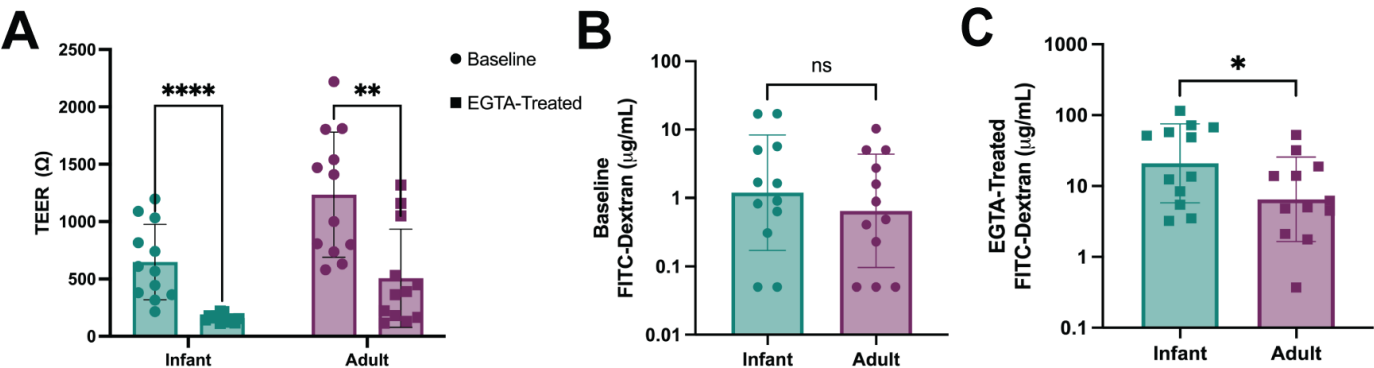 A
2500
2000
1500
1000
500
0
TEER (Ω)
****
**
Infant
Adult
Baseline
EGTA-Treated
B
100
10
1
0.1
0.01
Baseline
FITC-Dextran (µg/mL)
ns
Infant
Adult
C
1000
100
10
1
0.1
EGTA-Treated
FITC-Dextran (µg/mL)
*
Infant
Adult